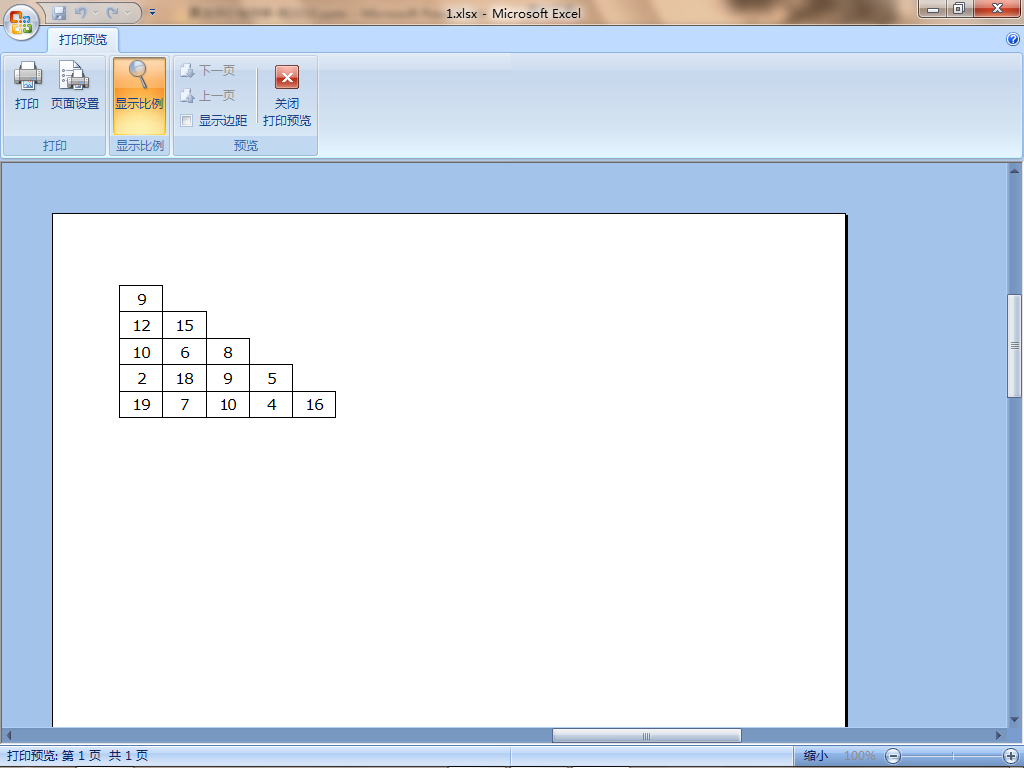 1.xlsx - Microsoft Excel
打印预览
打印
页面设置
显示比例
下一页
上一页
显示边距
关闭
打印预览
打印
显示比例
预览
9
12 15
10 6 8
2 18 9 5
19 7 10 4 16
打印预览: 第 1 页 共 1 页
缩小 100%